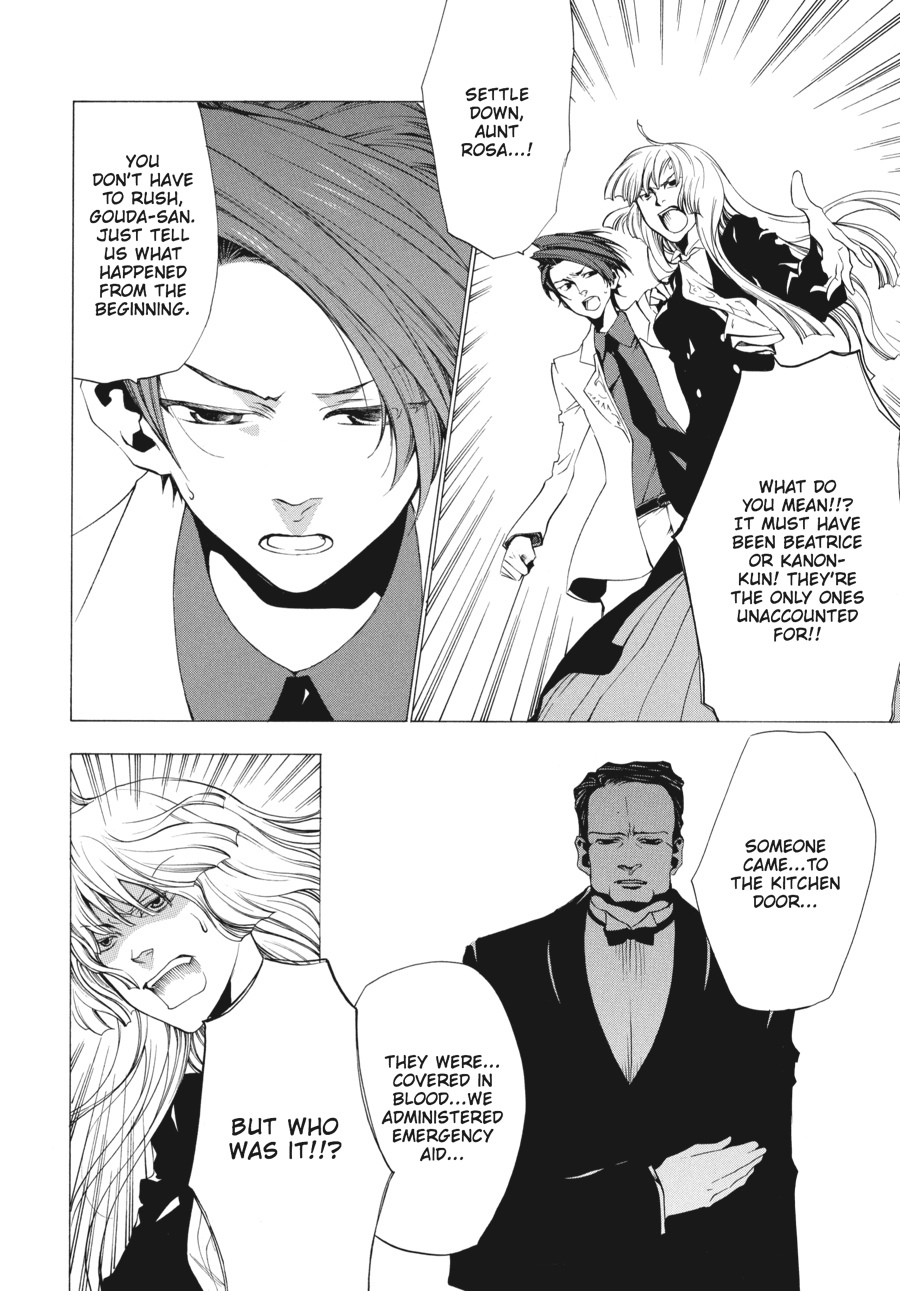 WHAT DO
YOU MEAN!!?
IT MUST HAVE
BEEN BEATRICE
OR KANON-
KUN! THEY'RE
THE ONLY ONES
UNACCOUNTED
FOR!!
SETTLE
DOWN,
AUNT
ROSA...!
YOU
DON'T HAVE
TO RUSH,
GOUDA-SAN.
JUST TELL
US WHAT
HAPPENED
FROM THE
BEGINNING.
SOMEONE
CAME...TO
THE KITCHEN
DOOR...
THEY WERE...
COVERED IN
BLOOD...WE
ADMINISTERED
EMERGENCY
AID...
BUT WHO
WAS IT!!?